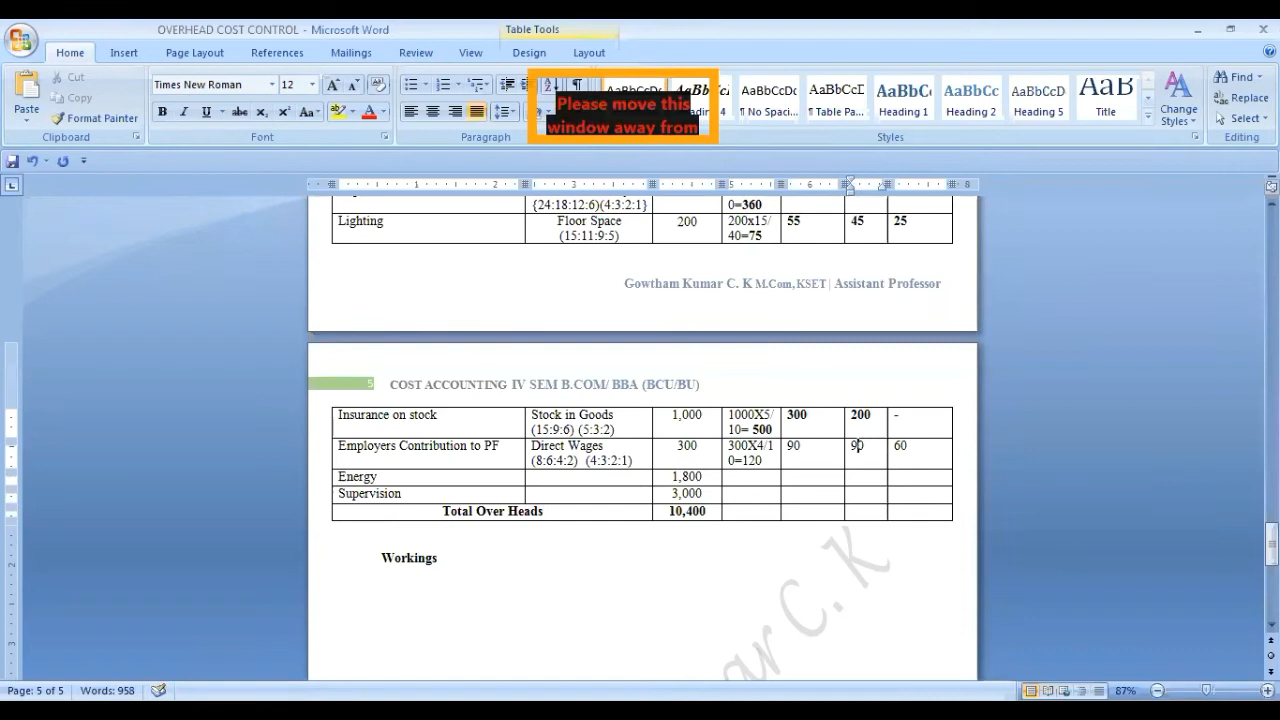 OVERHEAD COST CONTROL - Microsoft Word
Table Tools
Home Insert Page Layout References Mailings Review View Design Layout
Paste
Cut
Copy
Format Painter
Clipboard
Times New Roman 12
Font
Paragraph
Please move this
window away from
AaBbCcDc
¶ No Spaci...
AaBbCcD
¶ Table Pa...
AaBbC
Heading 1
AaBbCc
Heading 2
AaBbCcD
Heading 5
AaB
Title
Change
Styles
Styles
Find
Replace
Select
Editing
{24:18:12:6)(4:3:2:1} 0=360
Lighting Floor Space 200 200x15/ 55 45 25
(15:11:9:5) 40=75
Gowtham Kumar C. K M.Com, KSET | Assistant Professor
5 COST ACCOUNTING IV SEM B.COM/ BBA (BCU/BU)
Insurance on stock Stock in Goods 1,000 1000X5/ 300 200 -
(15:9:6) (5:3:2) 10= 500
Employers Contribution to PF Direct Wages 300 300X4/1 90 90 60
(8:6:4:2) (4:3:2:1) 0=120
Energy 1,800
Supervision 3,000
Total Over Heads 10,400
Workings
ar C. K
Page: 5 of 5 Words: 958 87%